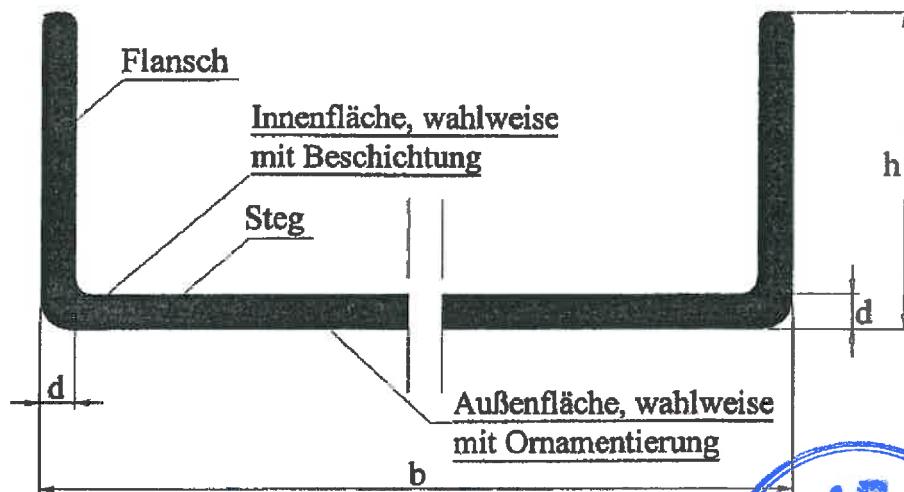 Flansch
Innenfläche, wahlweise
mit Beschichtung
h
Steg
d
d
Außenfläche, wahlweise
mit Ornamentierung
b